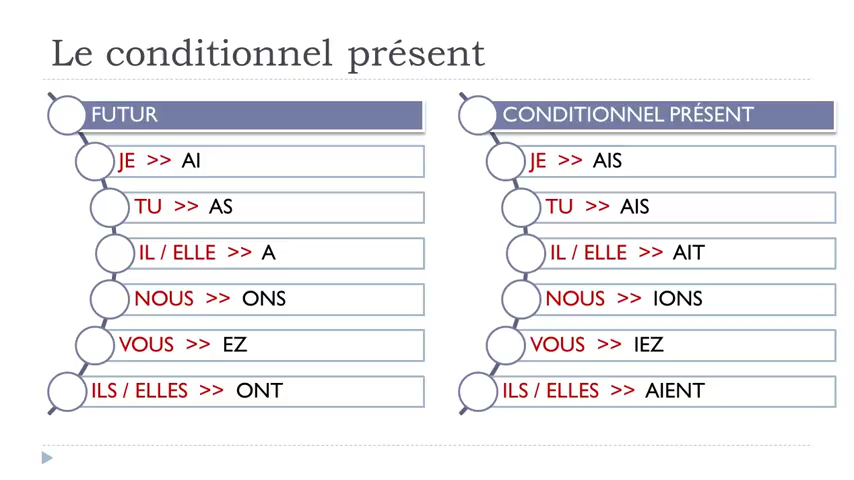 Le conditionnel présent
FUTUR
JE >> AI
TU >> AS
IL / ELLE >> A
NOUS >> ONS
VOUS >> EZ
ILS / ELLES >> ONT
CONDITIONNEL PRÉSENT
JE >> AIS
TU >> AIS
IL / ELLE >> AIT
NOUS >> IONS
VOUS >> IEZ
ILS / ELLES >> AIENT